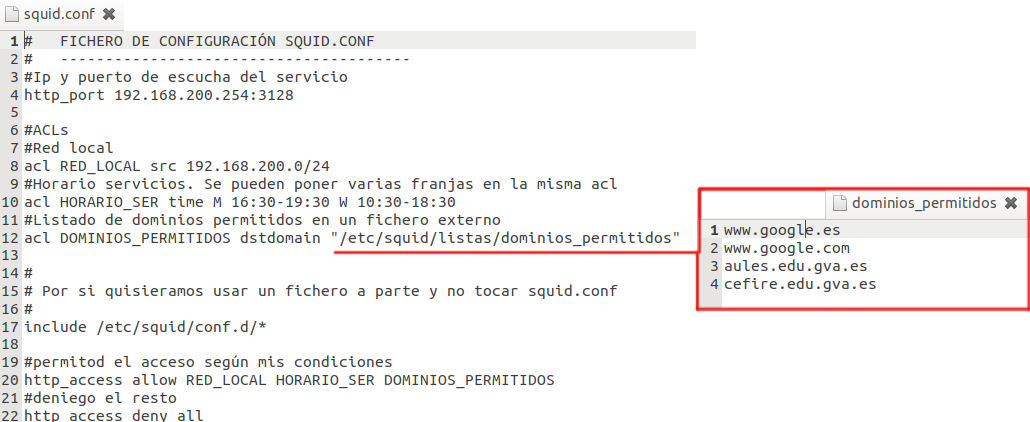 squid.conf ✖
1 #   FICHERO DE CONFIGURACIÓN SQUID.CONF
2 #   ---------------------------------------
3 #Ip y puerto de escucha del servicio
4 http_port 192.168.200.254:3128
5
6 #ACLs
7 #Red local
8 acl RED_LOCAL src 192.168.200.0/24
9 #Horario servicios. Se pueden poner varias franjas en la misma acl
10 acl HORARIO_SER time M 16:30-19:30 W 10:30-18:30
11 #Listado de dominios permitidos en un fichero externo
12 acl DOMINIOS_PERMITIDOS dstdomain "/etc/squid/listas/dominios_permitidos"
13
14 #
15 # Por si quisieramos usar un fichero a parte y no tocar squid.conf
16 #
17 include /etc/squid/conf.d/*
18
19 #permitod el acceso según mis condiciones
20 http_access allow RED_LOCAL HORARIO_SER DOMINIOS_PERMITIDOS
21 #deniego el resto
22 http_access deny all
dominios_permitidos ✖
1 www.google.es
2 www.google.com
3 aules.edu.gva.es
4 cefire.edu.gva.es